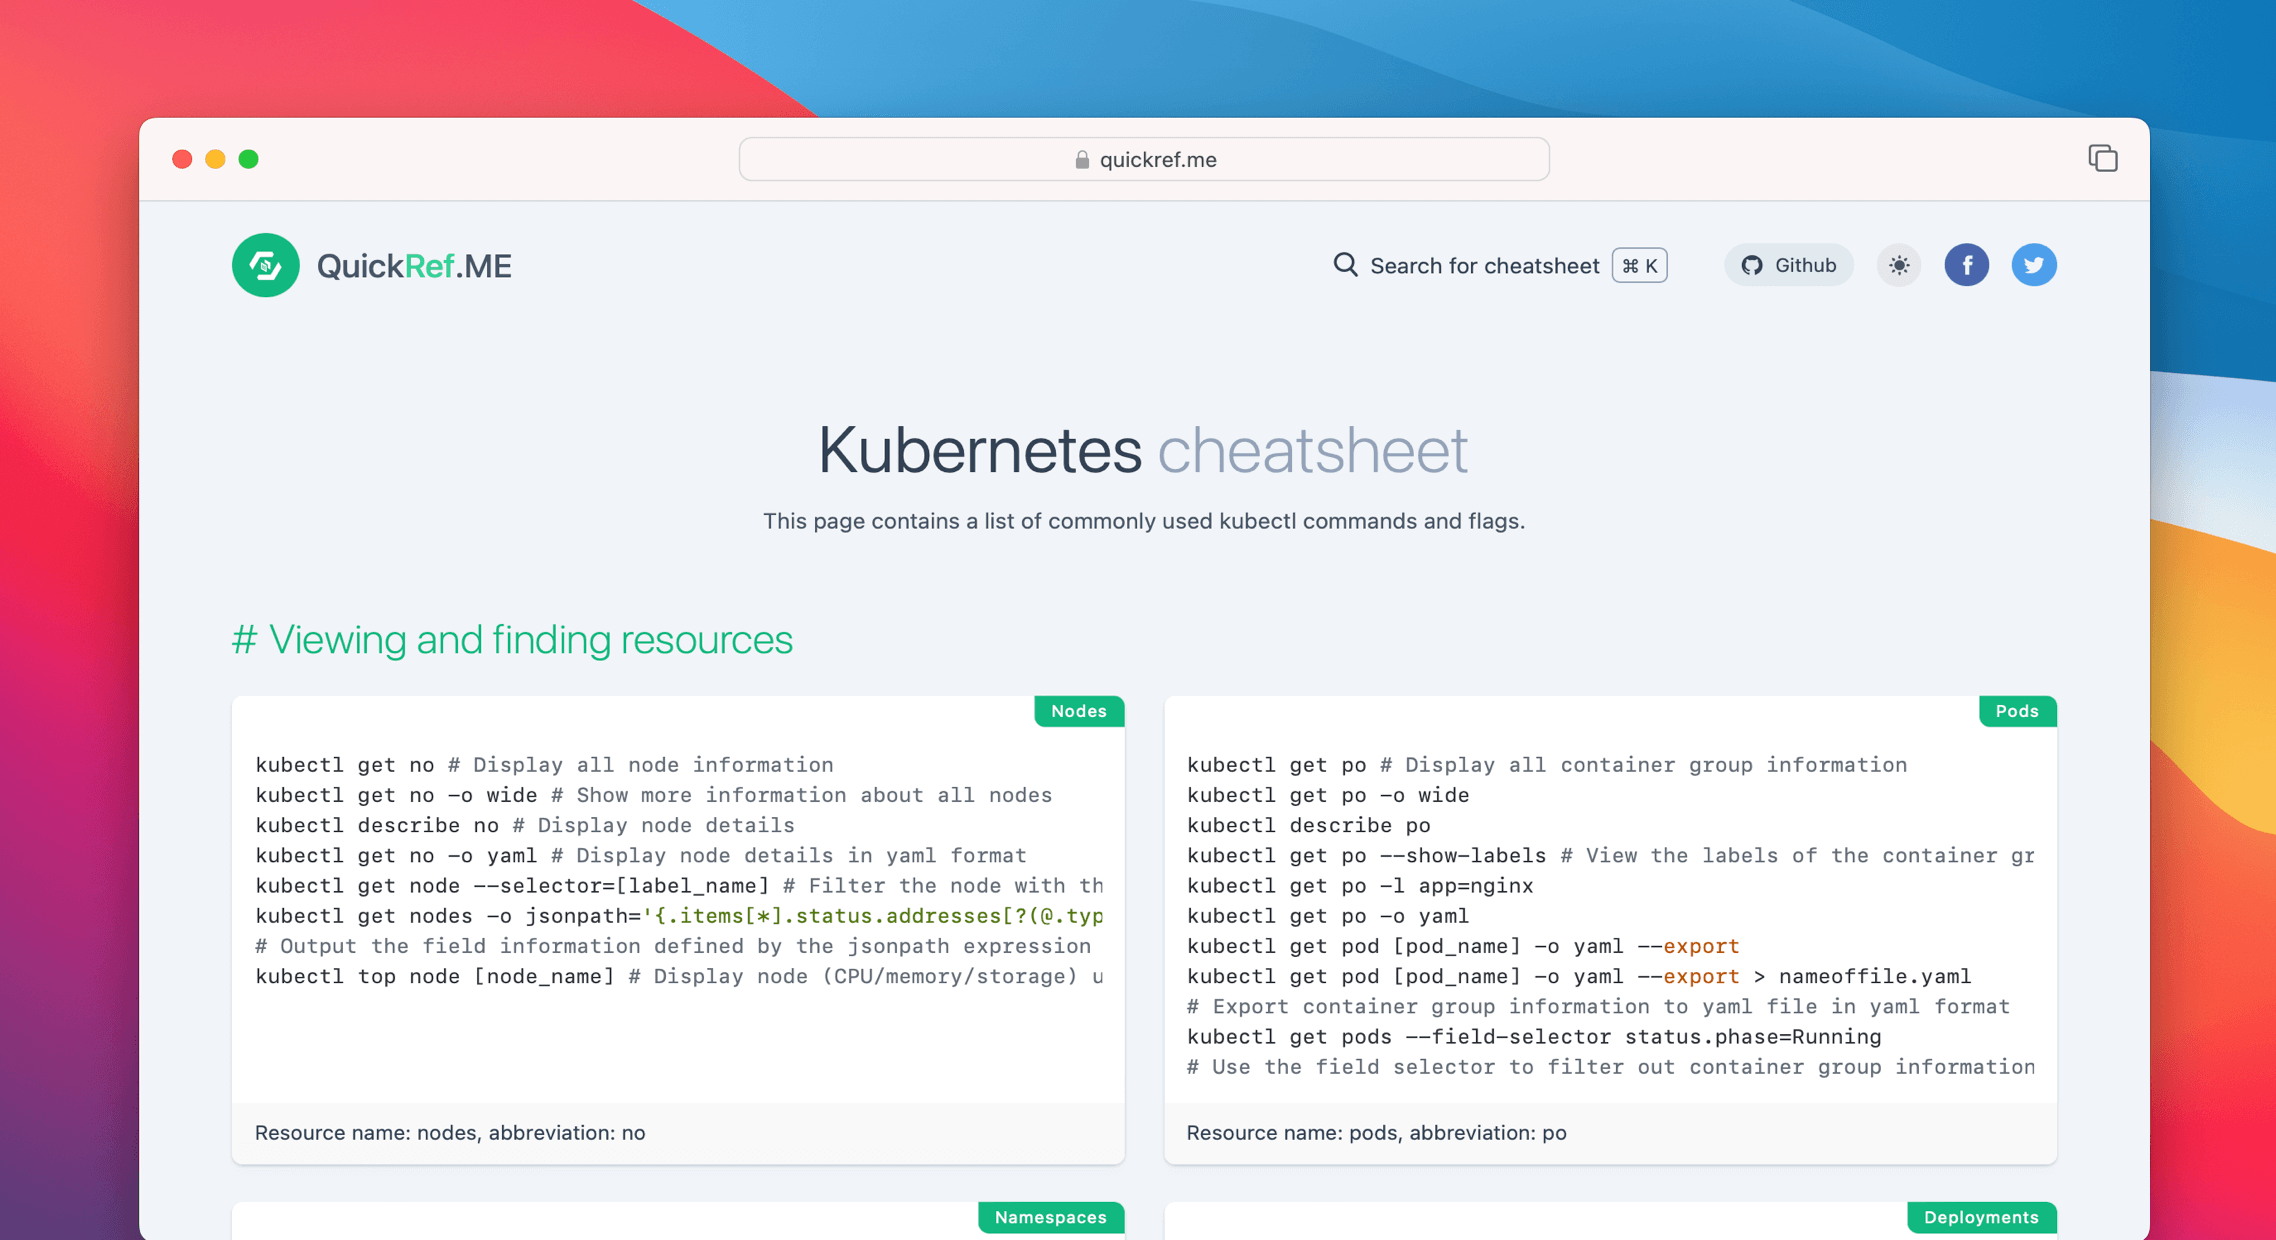 quickref.me
QuickRef.ME
Search for cheatsheet ⌘ K
Github
Kubernetes cheatsheet
This page contains a list of commonly used kubectl commands and flags.
# Viewing and finding resources
Nodes
kubectl get no # Display all node information
kubectl get no -o wide # Show more information about all nodes
kubectl describe no # Display node details
kubectl get no -o yaml # Display node details in yaml format
kubectl get node --selector=[label_name] # Filter the node with th
kubectl get nodes -o jsonpath='{.items[*].status.addresses[?(@.typ
# Output the field information defined by the jsonpath expression
kubectl top node [node_name] # Display node (CPU/memory/storage) u
Resource name: nodes, abbreviation: no
Pods
kubectl get po # Display all container group information
kubectl get po -o wide
kubectl describe po
kubectl get po --show-labels # View the labels of the container gr
kubectl get po -l app=nginx
kubectl get po -o yaml
kubectl get pod [pod_name] -o yaml --export
kubectl get pod [pod_name] -o yaml --export > nameoffile.yaml
# Export container group information to yaml file in yaml format
kubectl get pods --field-selector status.phase=Running
# Use the field selector to filter out container group information
Resource name: pods, abbreviation: po
Namespaces
Deployments